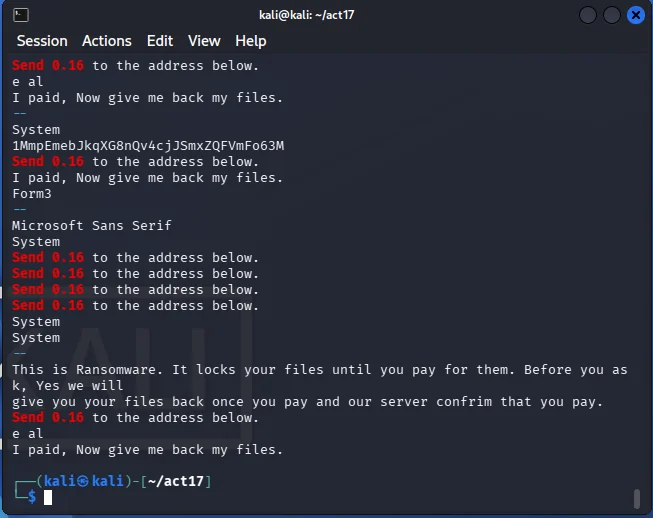 kali@kali: ~/act17
Session Actions Edit View Help
Send 0.16 to the address below.
e al
I paid, Now give me back my files.
--
System
1MmpEmebJkqXG8nQv4cjJSmxZQFVmFo63M
Send 0.16 to the address below.
I paid, Now give me back my files.
Form3
--
Microsoft Sans Serif
System
Send 0.16 to the address below.
Send 0.16 to the address below.
Send 0.16 to the address below.
Send 0.16 to the address below.
System
System
--
This is Ransomware. It locks your files until you pay for them. Before you as
k, Yes we will
give you your files back once you pay and our server confrim that you pay.
Send 0.16 to the address below.
e al
I paid, Now give me back my files.
┌──(kali㉿kali)-[~/act17]
└─$